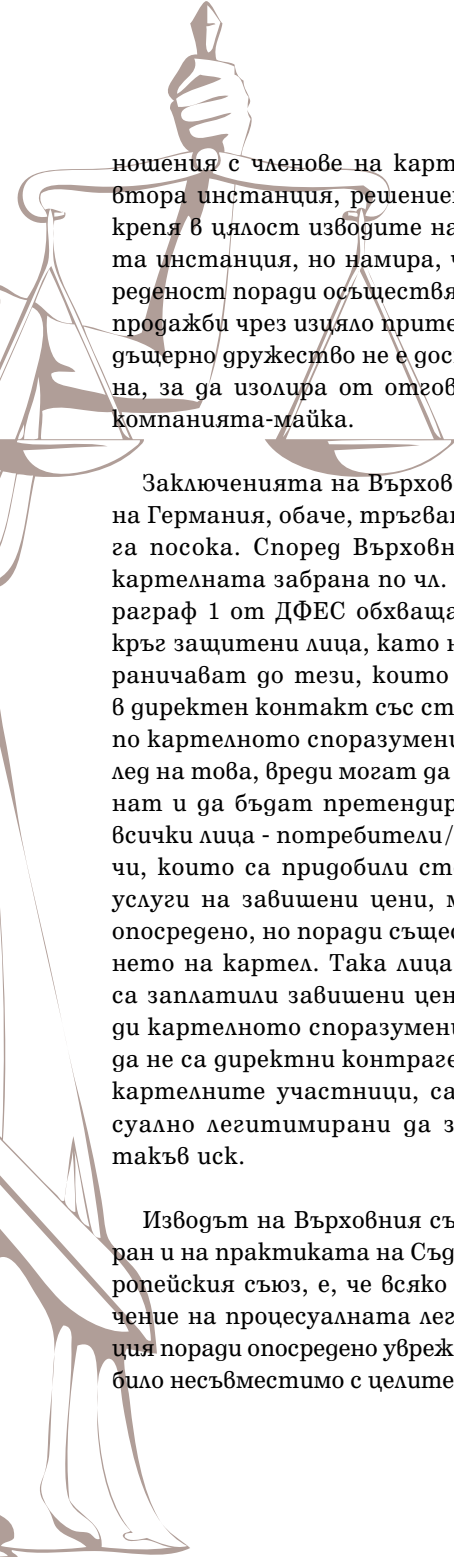 ношения с членове на карт
втора инстанция, решение
крепя в цялост изводите на
та инстанция, но намира,
реденост поради осъществя
продажби чрез изцяло прите
дъщерно дружество не е дос
на, за да изолира от отгов
компанията-майка.
Заключенията на Върхов
на Германия, обаче, тръгва
га посока. Според Върховн
картелната забрана по чл.
раграф 1 от ДФЕС обхваща
кръг защитени лица, като н
раничават до тези, които
в директен контакт със ст
по картелното споразумени
лед на това, вреди могат да
нат и да бъдат претендир
всички лица - потребители/
чи, които са придобили ст
услуги на завишени цени,
опосредено, но поради същес
нето на картел. Така лица
са заплатили завишени цен
ди картелното споразумени
да не са директни контраге
картелните участници, са
суално легитимирани да з
такъв иск.
Изводът на Върховния съ
ран и на практиката на Съд
ропейския съюз, е, че всяко
чение на процесуалната лег
ция поради опосредено увреж
било несъвместимо с целите